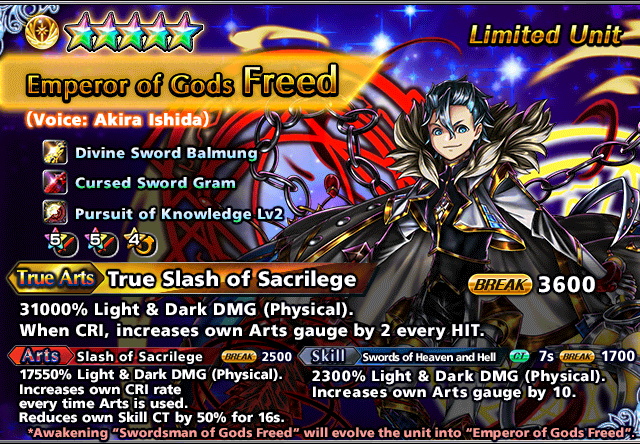 Limited Unit
Emperor of Gods Freed
(Voice: Akira Ishida)
Divine Sword Balmung
Cursed Sword Gram
Pursuit of Knowledge Lv2
5 5 4
True Arts True Slash of Sacrilege BREAK 3600
31000% Light & Dark DMG (Physical).
When CRI, increases own Arts gauge by 2 every HIT.
Arts Slash of Sacrilege BREAK 2500
17550% Light & Dark DMG (Physical).
Increases own CRI rate
every time Arts is used.
Reduces own Skill CT by 50% for 16s.
Skill Swords of Heaven and Hell CT 7s BREAK 1700
2300% Light & Dark DMG (Physical).
Increases own Arts gauge by 10.
*Awakening “Swordsman of Gods Freed” will evolve the unit into “Emperor of Gods Freed”.